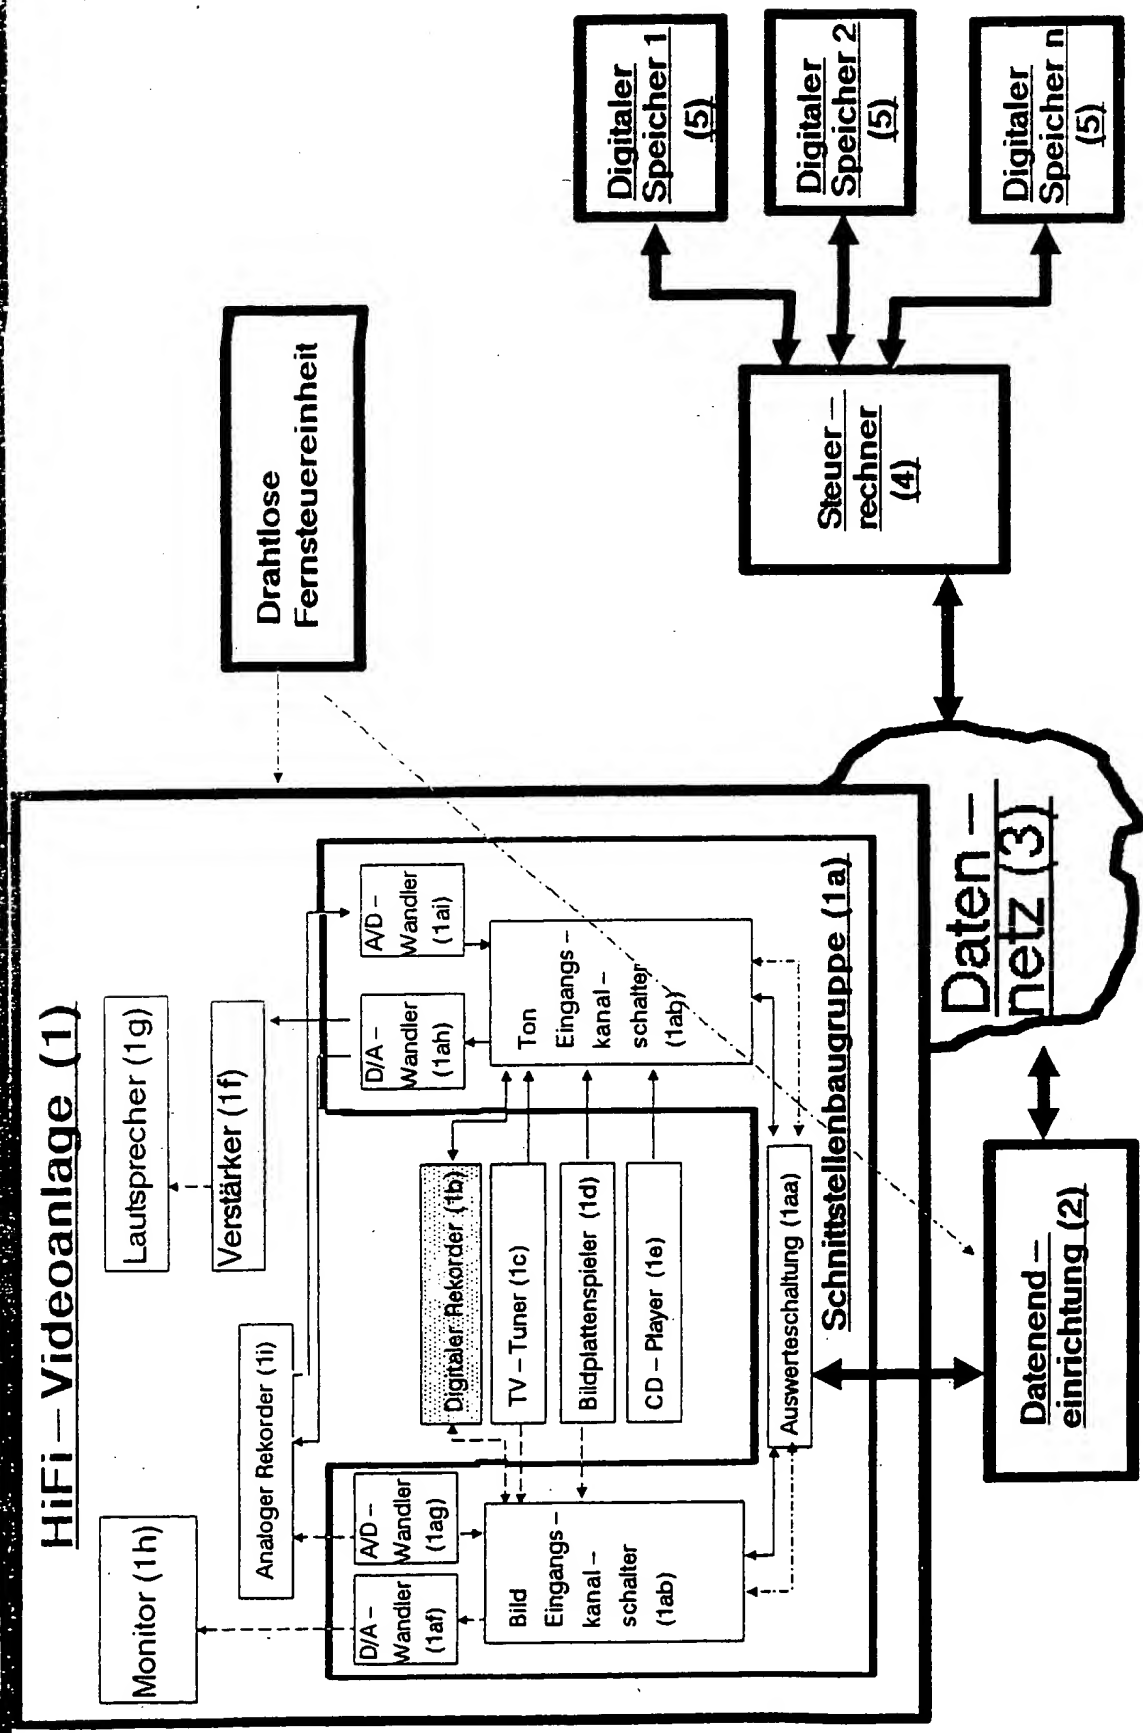 HiFi–Videoanlage (1)
Monitor (1h)
Lautsprecher (1g)
Verstärker (1f)
Analoger Rekorder (1i)
D/A–
Wandler
(1af)
A/D–
Wandler
(1ag)
D/A–
Wandler
(1ah)
A/D–
Wandler
(1ai)
Bild
Eingangs–
kanal–
schalter
(1ab)
Digitaler Rekorder (1b)
TV–Tuner (1c)
Bildplattenspieler (1d)
CD–Player (1e)
Ton
Eingangs–
kanal–
schalter
(1ab)
Auswerteschaltung (1aa)
Schnittstellenbaugruppe (1a)
Drahtlose
Fernsteuereinheit
Datenend–
einrichtung (2)
Daten–
netz (3)
Steuer–
rechner
(4)
Digitaler
Speicher 1
(5)
Digitaler
Speicher 2
(5)
Digitaler
Speicher n
(5)